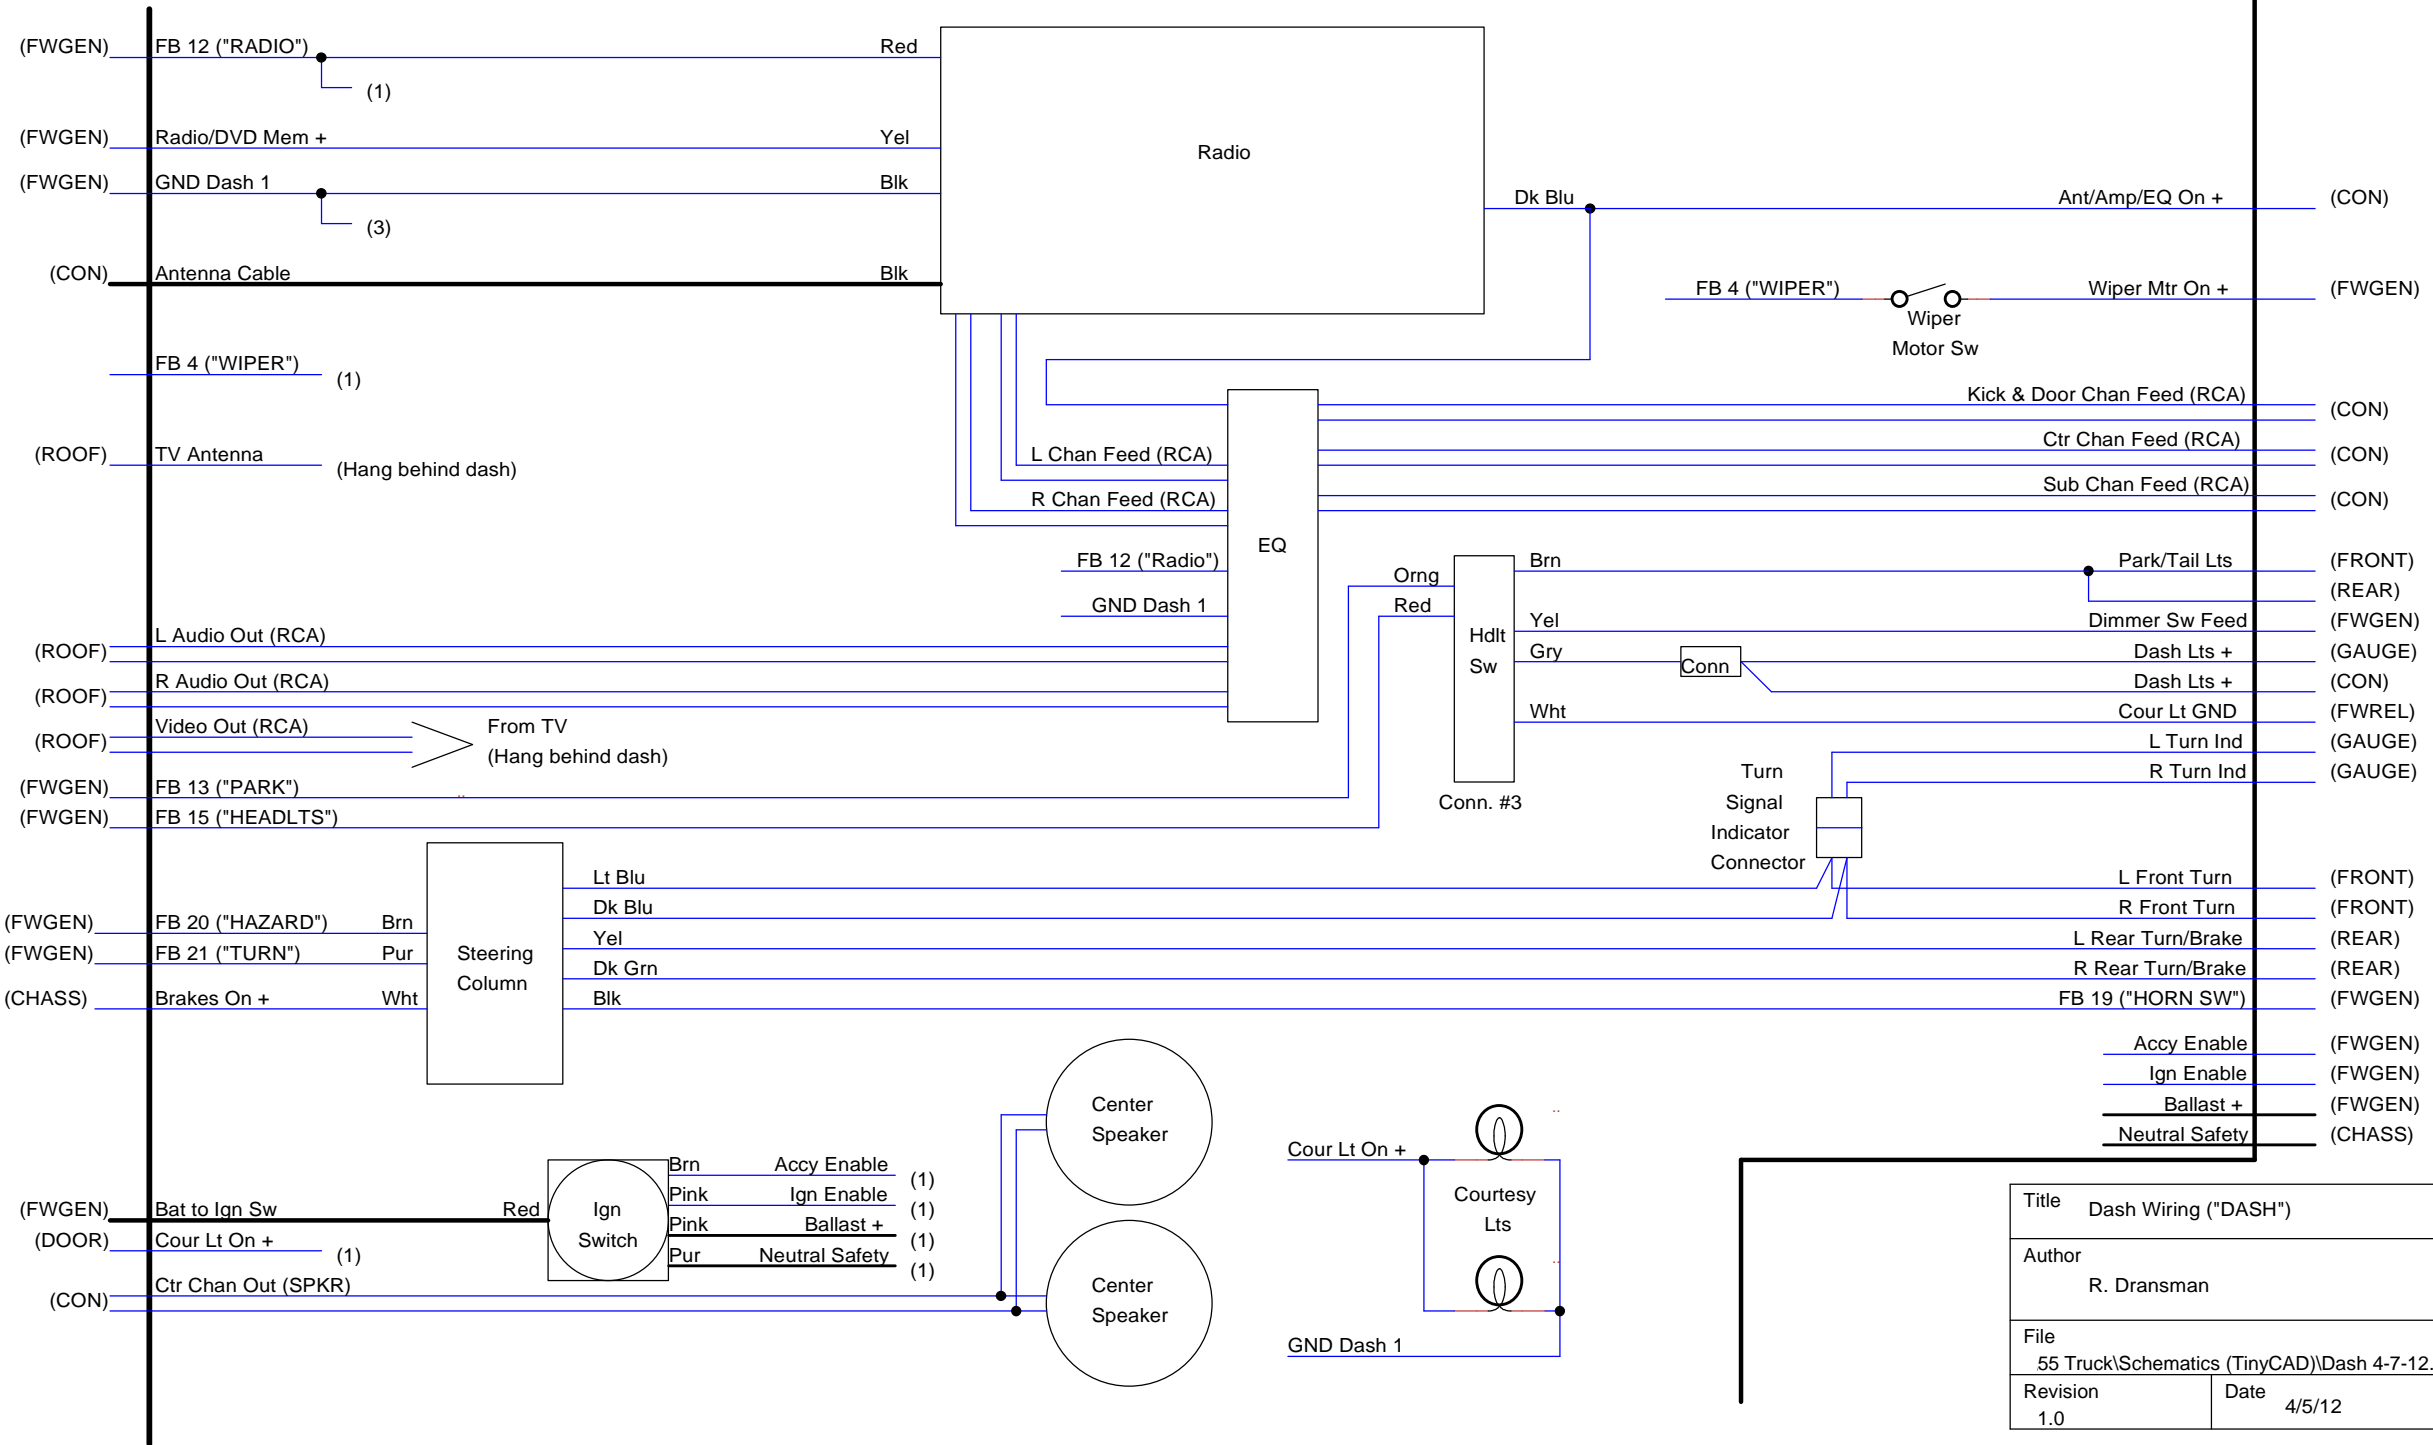 (FWGEN) FB 12 ("RADIO") Red
(1)
(FWGEN) Radio/DVD Mem + Yel
Radio
(FWGEN) GND Dash 1 Blk
(3)
Dk Blu Ant/Amp/EQ On + (CON)
(CON) Antenna Cable Blk
FB 4 ("WIPER") Wiper Mtr On + (FWGEN)
Wiper
Motor Sw
FB 4 ("WIPER") (1)
Kick & Door Chan Feed (RCA) (CON)
Ctr Chan Feed (RCA) (CON)
(ROOF) TV Antenna (Hang behind dash)
L Chan Feed (RCA)
Sub Chan Feed (RCA) (CON)
R Chan Feed (RCA)
EQ
FB 12 ("Radio")
GND Dash 1
Orng
Red
Hdlt
Sw
Conn. #3
Brn Park/Tail Lts (FRONT)
(REAR)
Yel Dimmer Sw Feed (FWGEN)
Gry Conn Dash Lts + (GAUGE)
Dash Lts + (CON)
Wht Cour Lt GND (FWREL)
L Turn Ind (GAUGE)
R Turn Ind (GAUGE)
(ROOF) L Audio Out (RCA)
(ROOF) R Audio Out (RCA)
(ROOF) Video Out (RCA) From TV
(Hang behind dash)
(FWGEN) FB 13 ("PARK")
(FWGEN) FB 15 ("HEADLTS")
Turn
Signal
Indicator
Connector
Lt Blu L Front Turn (FRONT)
Dk Blu R Front Turn (FRONT)
(FWGEN) FB 20 ("HAZARD") Brn
(FWGEN) FB 21 ("TURN") Pur
(CHASS) Brakes On + Wht
Steering
Column
Yel L Rear Turn/Brake (REAR)
Dk Grn R Rear Turn/Brake (REAR)
Blk FB 19 ("HORN SW") (FWGEN)
Accy Enable (FWGEN)
Ign Enable (FWGEN)
Ballast + (FWGEN)
Neutral Safety (CHASS)
Center
Speaker
Cour Lt On +
Courtesy
Lts
GND Dash 1
Brn Accy Enable (1)
Pink Ign Enable (1)
Pink Ballast + (1)
Pur Neutral Safety (1)
(FWGEN) Bat to Ign Sw Red
Ign
Switch
(DOOR) Cour Lt On + (1)
(CON) Ctr Chan Out (SPKR)
Center
Speaker
Title Dash Wiring ("DASH")
Author
R. Dransman
File
55 Truck\Schematics (TinyCAD)\Dash 4-7-12.
Revision
1.0
Date
4/5/12